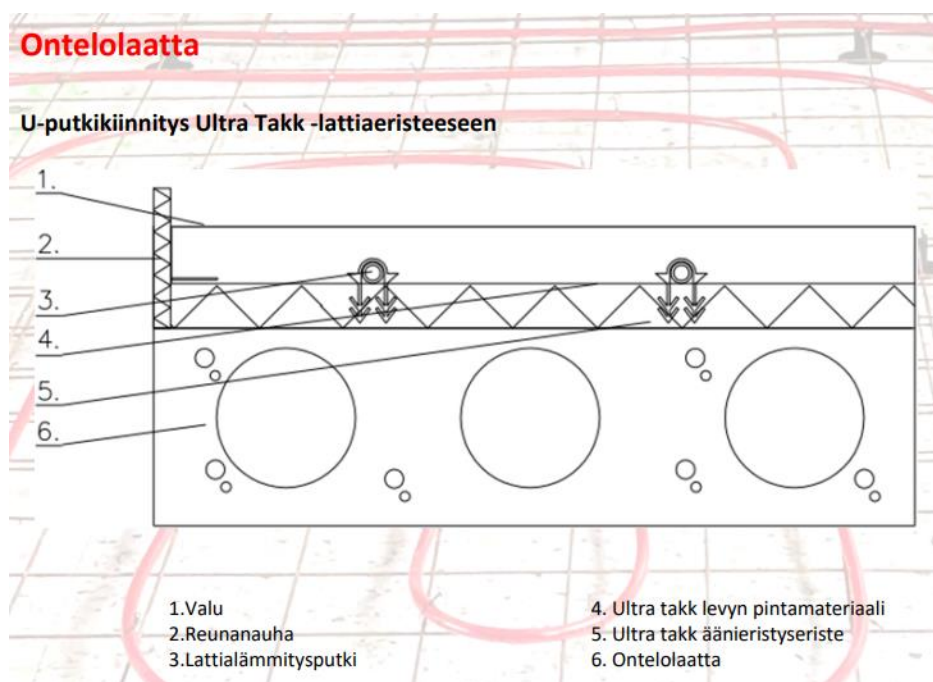 Ontelolaatta
U-putkikiinnitys Ultra Takk -lattiaeristeeseen
1.
2.
3.
4.
5.
6.
1.Valu
2.Reunanauha
3.Lattialämmitysputki
4. Ultra takk levyn pintamateriaali
5. Ultra takk äänieristyseriste
6. Ontelolaatta